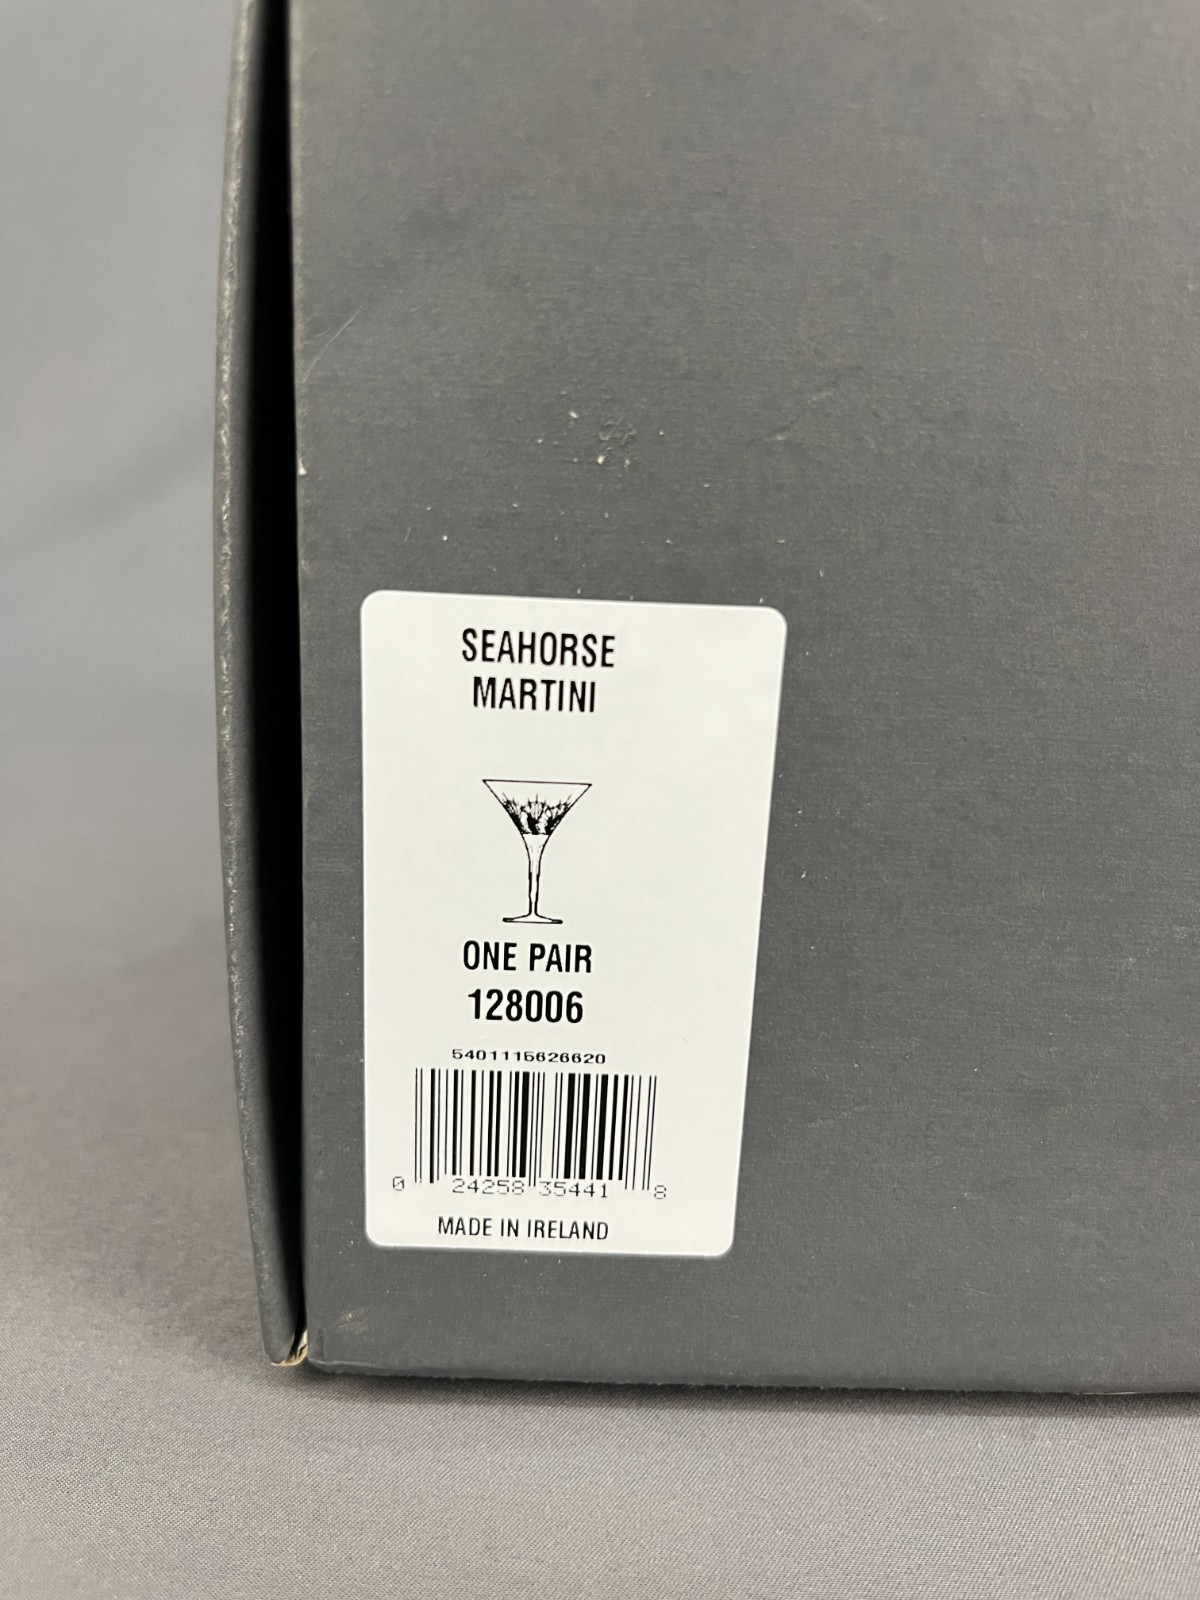 SEAHORSE
MARTINI
ONE PAIR
128006
5401115626620
0 24258 35441 8
MADE IN IRELAND